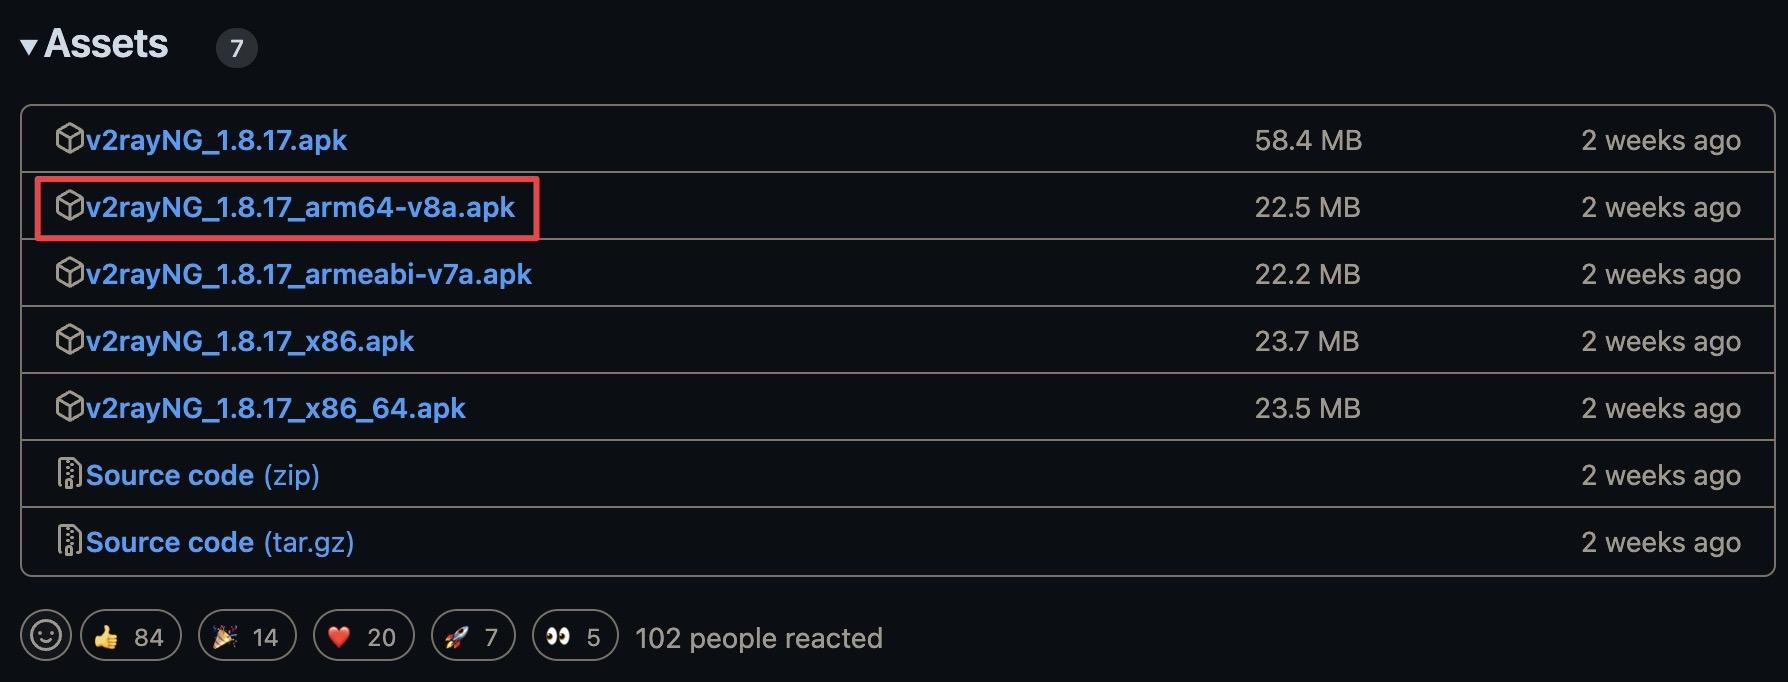 Assets 7
v2rayNG_1.8.17.apk 58.4 MB 2 weeks ago
v2rayNG_1.8.17_arm64-v8a.apk 22.5 MB 2 weeks ago
v2rayNG_1.8.17_armeabi-v7a.apk 22.2 MB 2 weeks ago
v2rayNG_1.8.17_x86.apk 23.7 MB 2 weeks ago
v2rayNG_1.8.17_x86_64.apk 23.5 MB 2 weeks ago
Source code (zip) 2 weeks ago
Source code (tar.gz) 2 weeks ago
84 14 20 7 5 102 people reacted